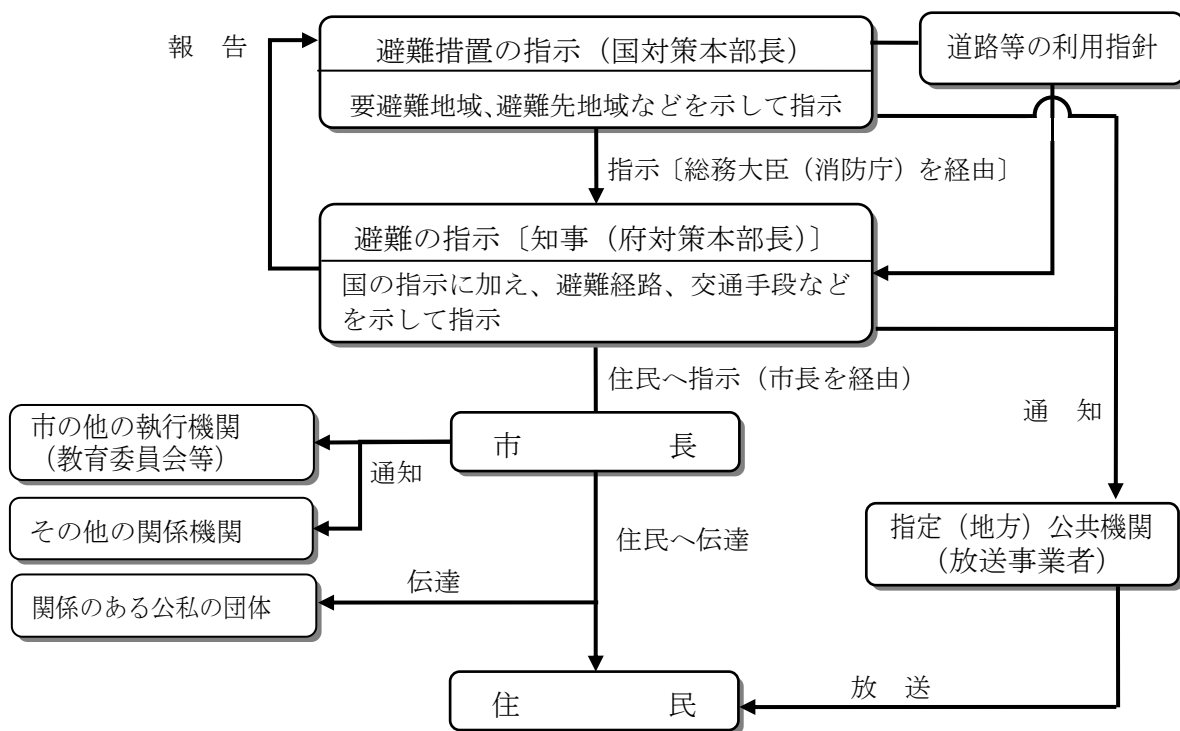 報　告
避難措置の指示（国対策本部長）
道路等の利用指針
要避難地域、避難先地域などを示して指示
指示〔総務大臣（消防庁）を経由〕
避難の指示〔知事（府対策本部長）〕
国の指示に加え、避難経路、交通手段など
を示して指示
住民へ指示（市長を経由）
通　知
市の他の執行機関
（教育委員会等）
市　　　　長
通知
その他の関係機関
住民へ伝達
指定（地方）公共機関
（放送事業者）
伝達
関係のある公私の団体
放　送
住　　　　民